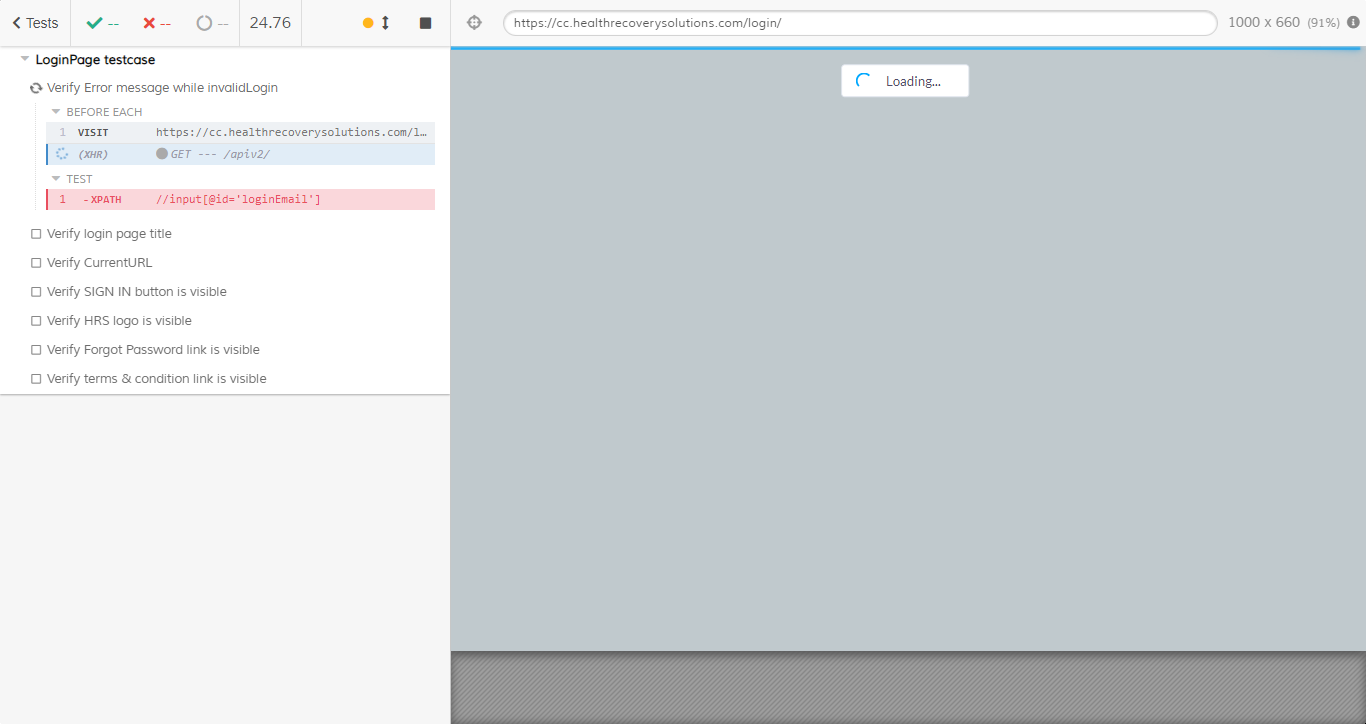 Tests -- -- -- 24.76
https://cc.healthrecoverysolutions.com/login/ 1000 x 660 (91%)
LoginPage testcase
Verify Error message while invalidLogin
BEFORE EACH
1 VISIT https://cc.healthrecoverysolutions.com/l…
(XHR) GET --- /apiv2/
TEST
1 -XPATH //input[@id='loginEmail']
Verify login page title
Verify CurrentURL
Verify SIGN IN button is visible
Verify HRS logo is visible
Verify Forgot Password link is visible
Verify terms & condition link is visible
Loading...